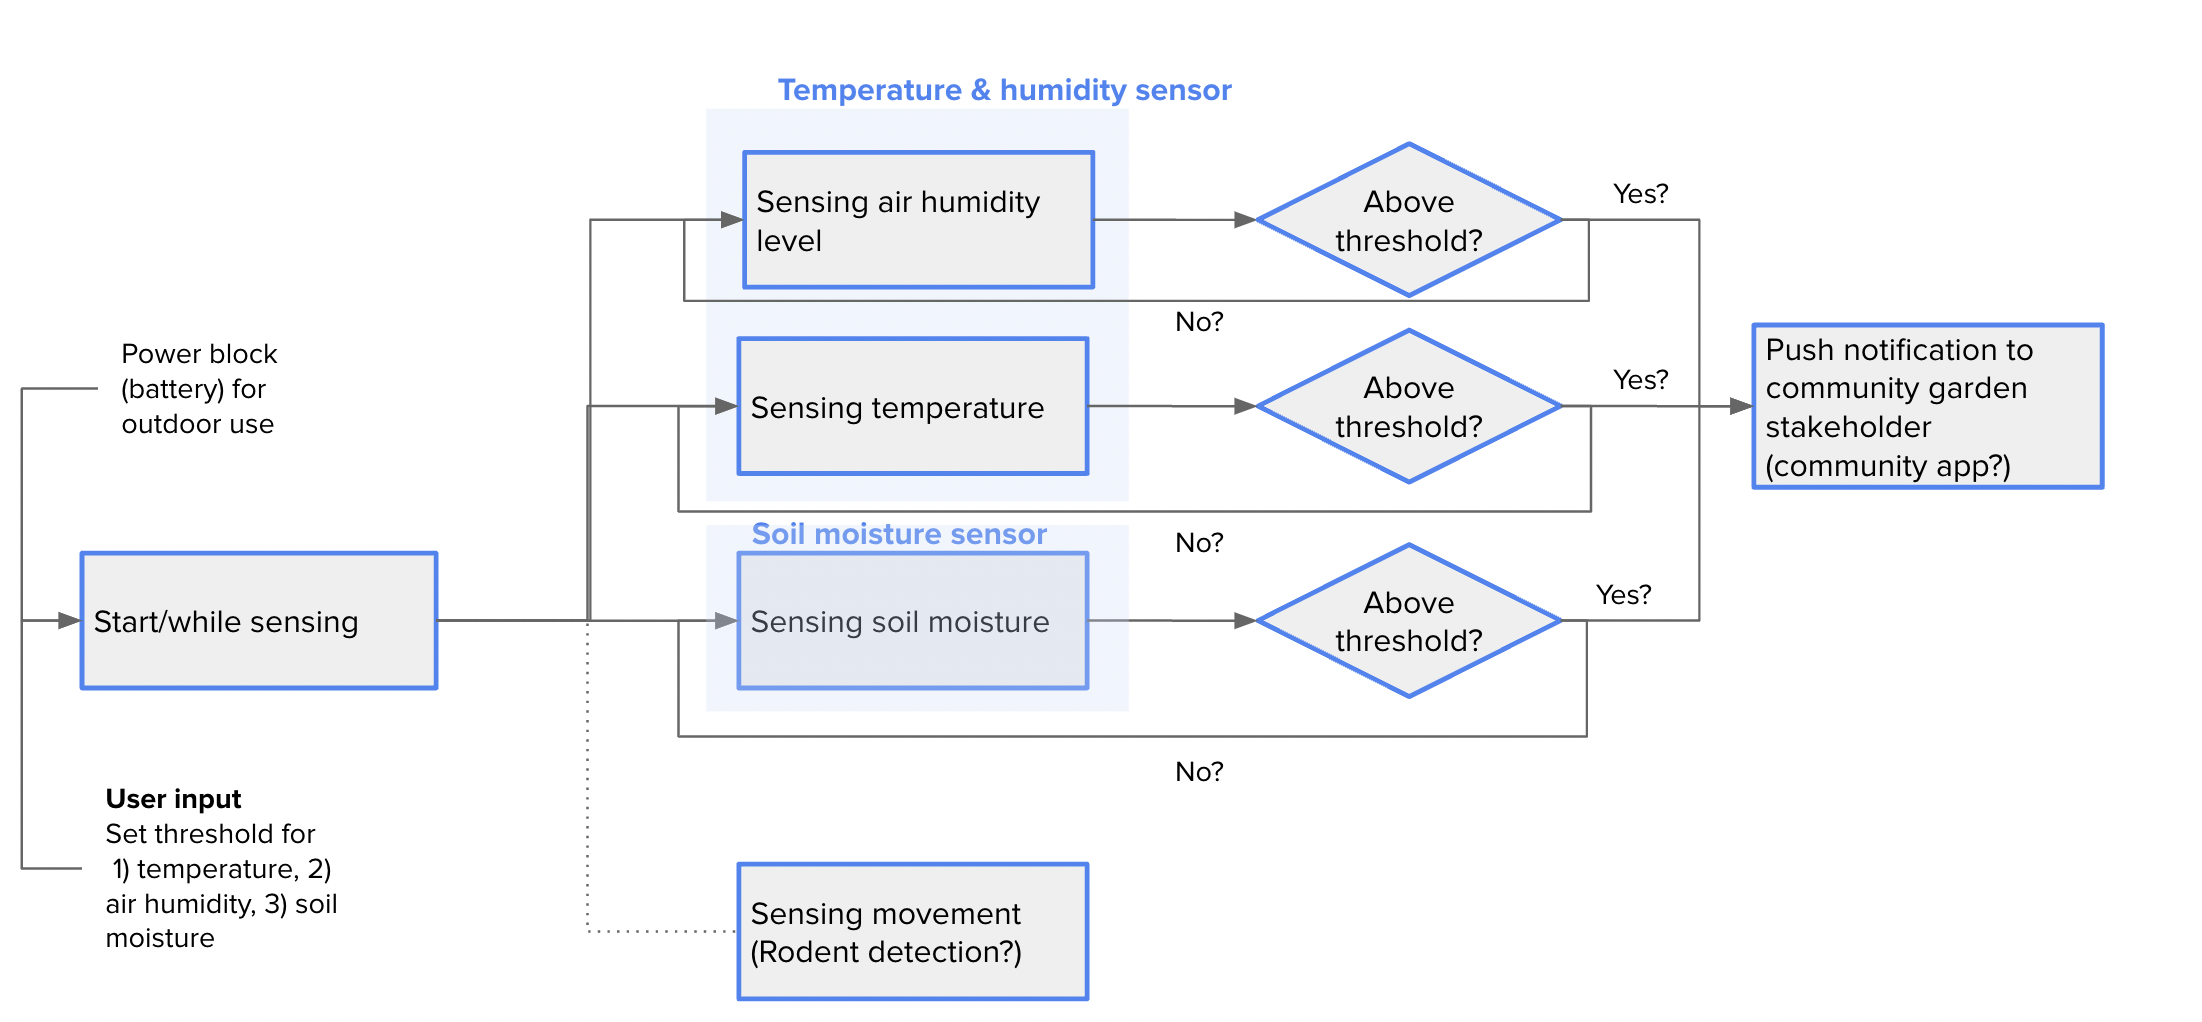 Temperature & humidity sensor
Sensing air humidity
level
Above
threshold?
Yes?
No?
Power block
(battery) for
outdoor use
Sensing temperature
Above
threshold?
Yes?
No?
Push notification to
community garden
stakeholder
(community app?)
Soil moisture sensor
Start/while sensing
Sensing soil moisture
Above
threshold?
Yes?
No?
User input
Set threshold for
1) temperature, 2)
air humidity, 3) soil
moisture
Sensing movement
(Rodent detection?)